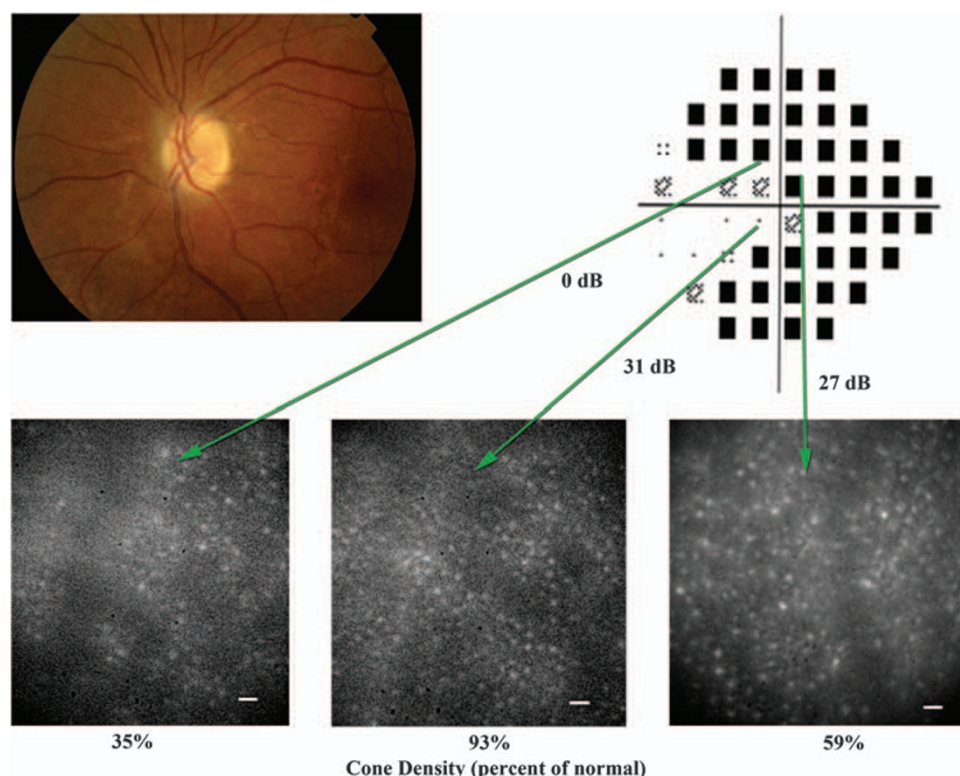 0 dB
31 dB
27 dB
35%
93%
59%
Cone Density (percent of normal)